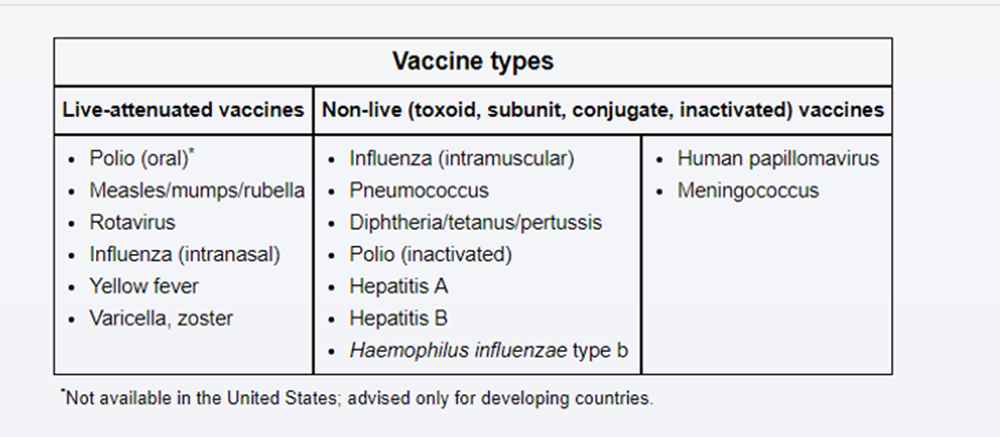 Vaccine types
Live-attenuated vaccines
Non-live (toxoid, subunit, conjugate, inactivated) vaccines
• Polio (oral)*
• Measles/mumps/rubella
• Rotavirus
• Influenza (intranasal)
• Yellow fever
• Varicella, zoster
• Influenza (intramuscular)
• Pneumococcus
• Diphtheria/tetanus/pertussis
• Polio (inactivated)
• Hepatitis A
• Hepatitis B
• Haemophilus influenzae type b
• Human papillomavirus
• Meningococcus
*Not available in the United States; advised only for developing countries.